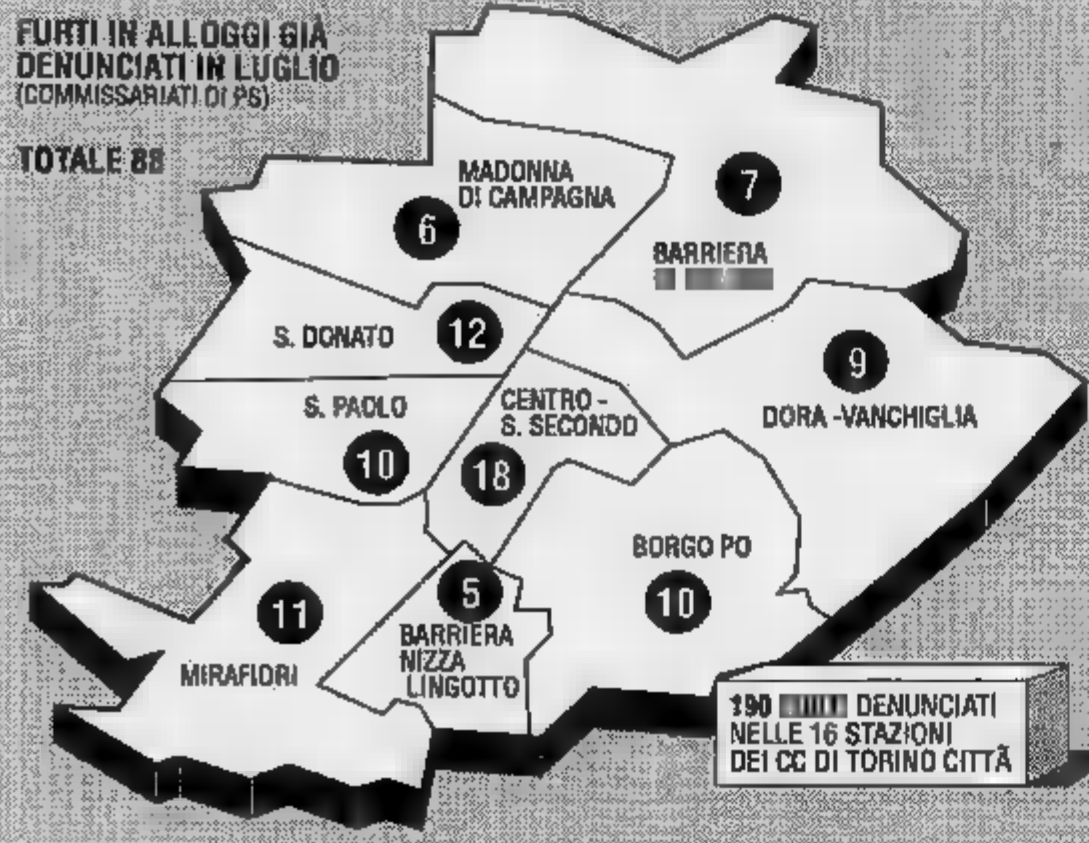 FURTI IN ALLOGGI GIÀ
DENUNCIATI IN LUGLIO
(COMMISSARIATI DI PS)
TOTALE 88
MADONNA
DI CAMPAGNA
6
7
BARRIERA
S. DONATO
12
9
DORA -VANCHIGLIA
S. PAOLO
10
CENTRO -
S. SECONDO
18
BORGO PO
10
11
MIRAFIORI
5
BARRIERA
NIZZA
LINGOTTO
190 DENUNCIATI
NELLE 16 STAZIONI
DEI CC DI TORINO CITTÀ